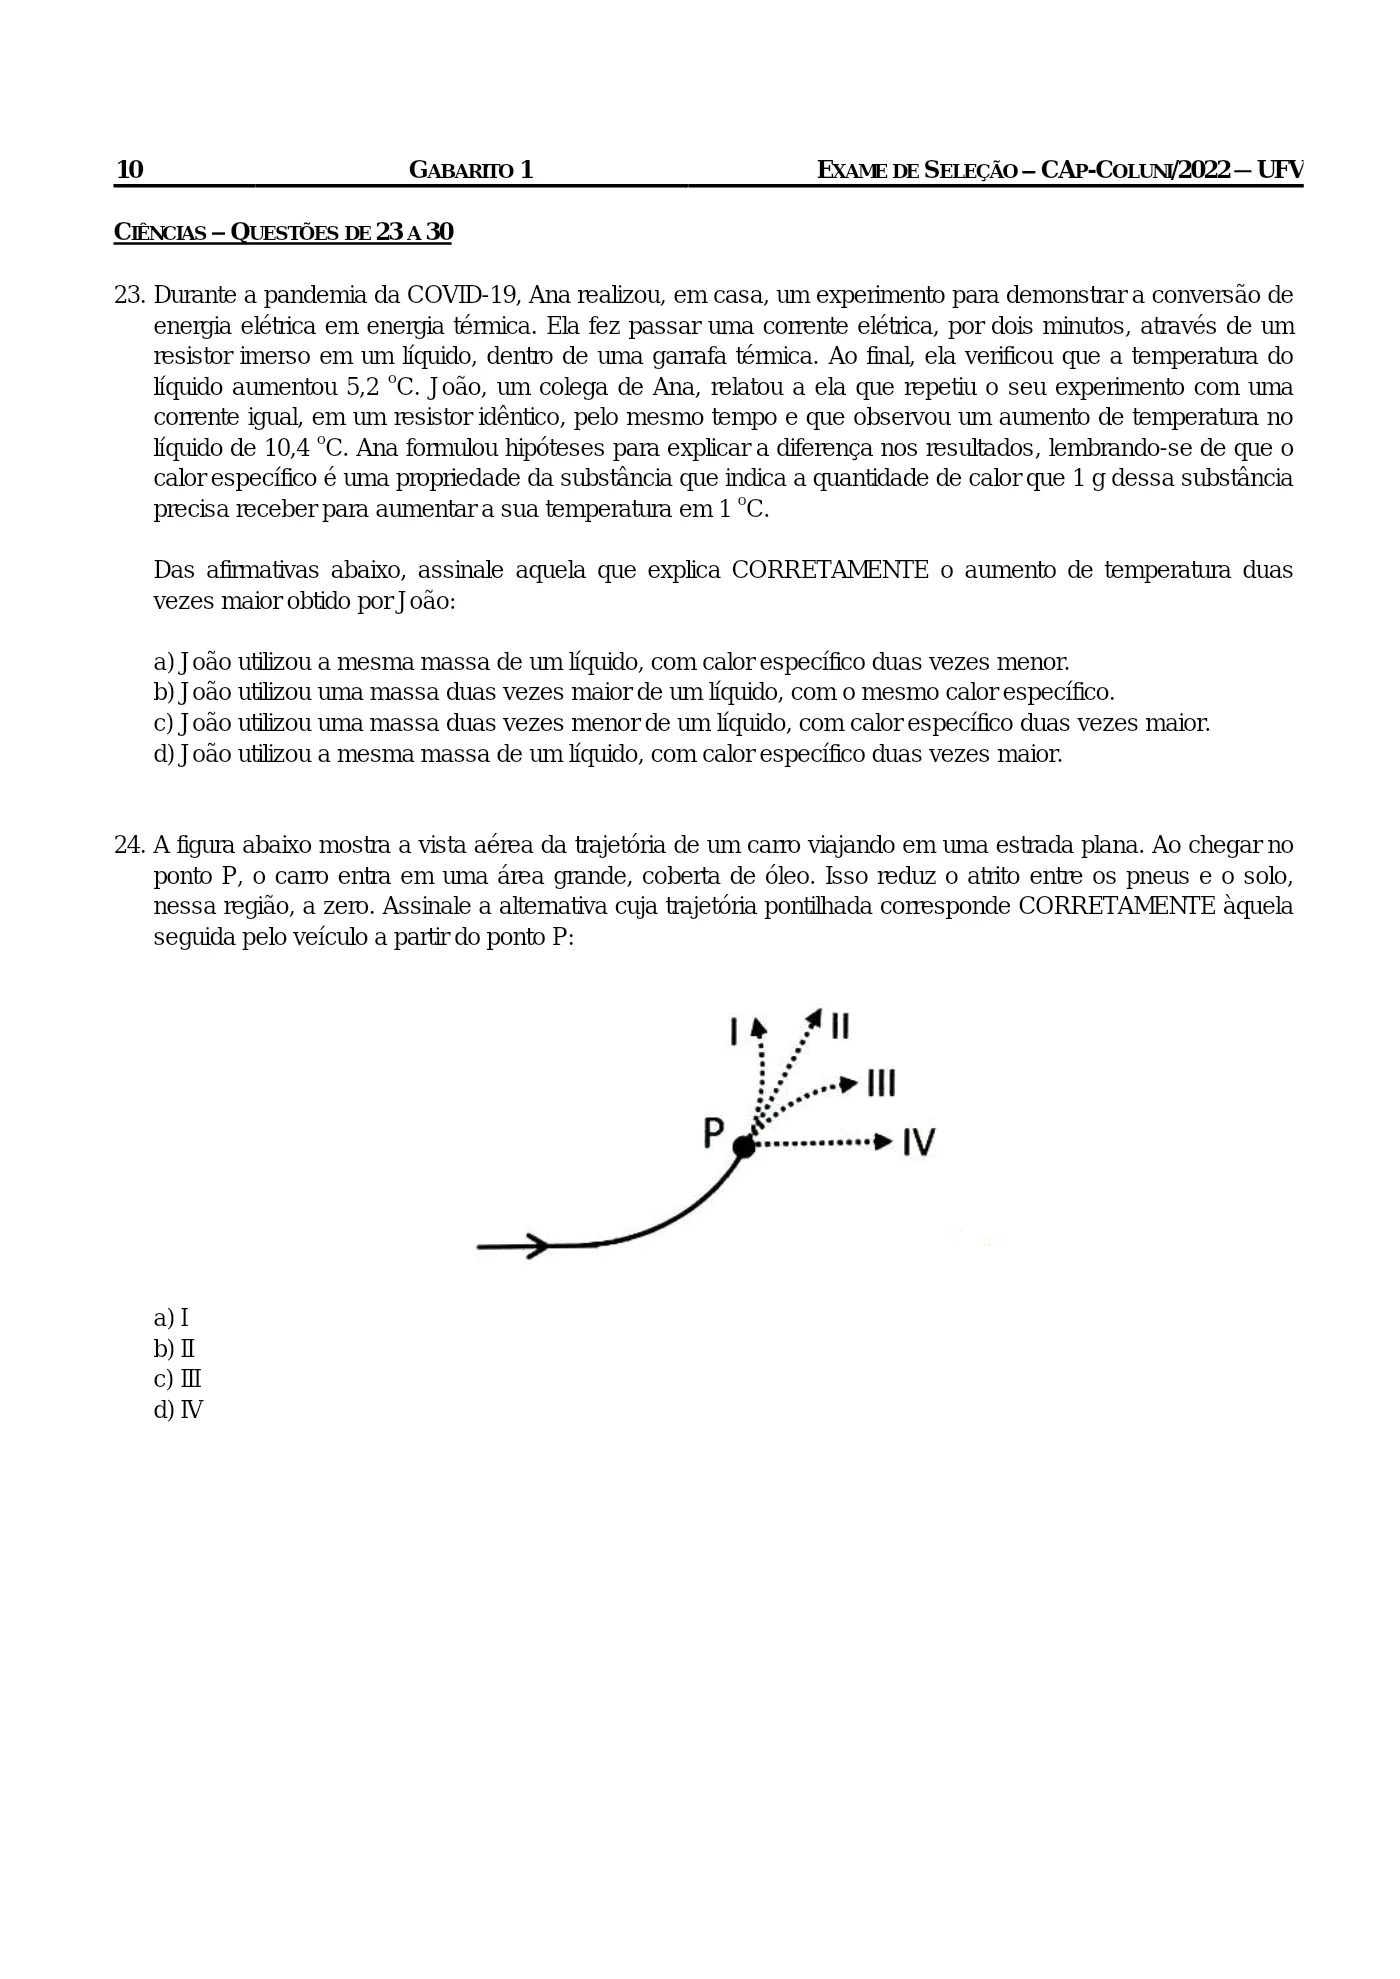 10 GABARITO 1 EXAME DE SELEÇÃO – CAP-COLUNI/2022 — UFV
CIÊNCIAS – QUESTÕES DE 23 A 30
23. Durante a pandemia da COVID-19, Ana realizou, em casa, um experimento para demonstrar a conversão de
energia elétrica em energia térmica. Ela fez passar uma corrente elétrica, por dois minutos, através de um
resistor imerso em um líquido, dentro de uma garrafa térmica. Ao final, ela verificou que a temperatura do
líquido aumentou 5,2 °C. João, um colega de Ana, relatou a ela que repetiu o seu experimento com uma
corrente igual, em um resistor idêntico, pelo mesmo tempo e que observou um aumento de temperatura no
líquido de 10,4 °C. Ana formulou hipóteses para explicar a diferença nos resultados, lembrando-se de que o
calor específico é uma propriedade da substância que indica a quantidade de calor que 1 g dessa substância
precisa receber para aumentar a sua temperatura em 1 °C.
Das afirmativas abaixo, assinale aquela que explica CORRETAMENTE o aumento de temperatura duas
vezes maior obtido por João:
a) João utilizou a mesma massa de um líquido, com calor específico duas vezes menor.
b) João utilizou uma massa duas vezes maior de um líquido, com o mesmo calor específico.
c) João utilizou uma massa duas vezes menor de um líquido, com calor específico duas vezes maior.
d) João utilizou a mesma massa de um líquido, com calor específico duas vezes maior.
24. A figura abaixo mostra a vista aérea da trajetória de um carro viajando em uma estrada plana. Ao chegar no
ponto P, o carro entra em uma área grande, coberta de óleo. Isso reduz o atrito entre os pneus e o solo,
nessa região, a zero. Assinale a alternativa cuja trajetória pontilhada corresponde CORRETAMENTE àquela
seguida pelo veículo a partir do ponto P:
I
II
III
P
IV
a) I
b) II
c) III
d) IV